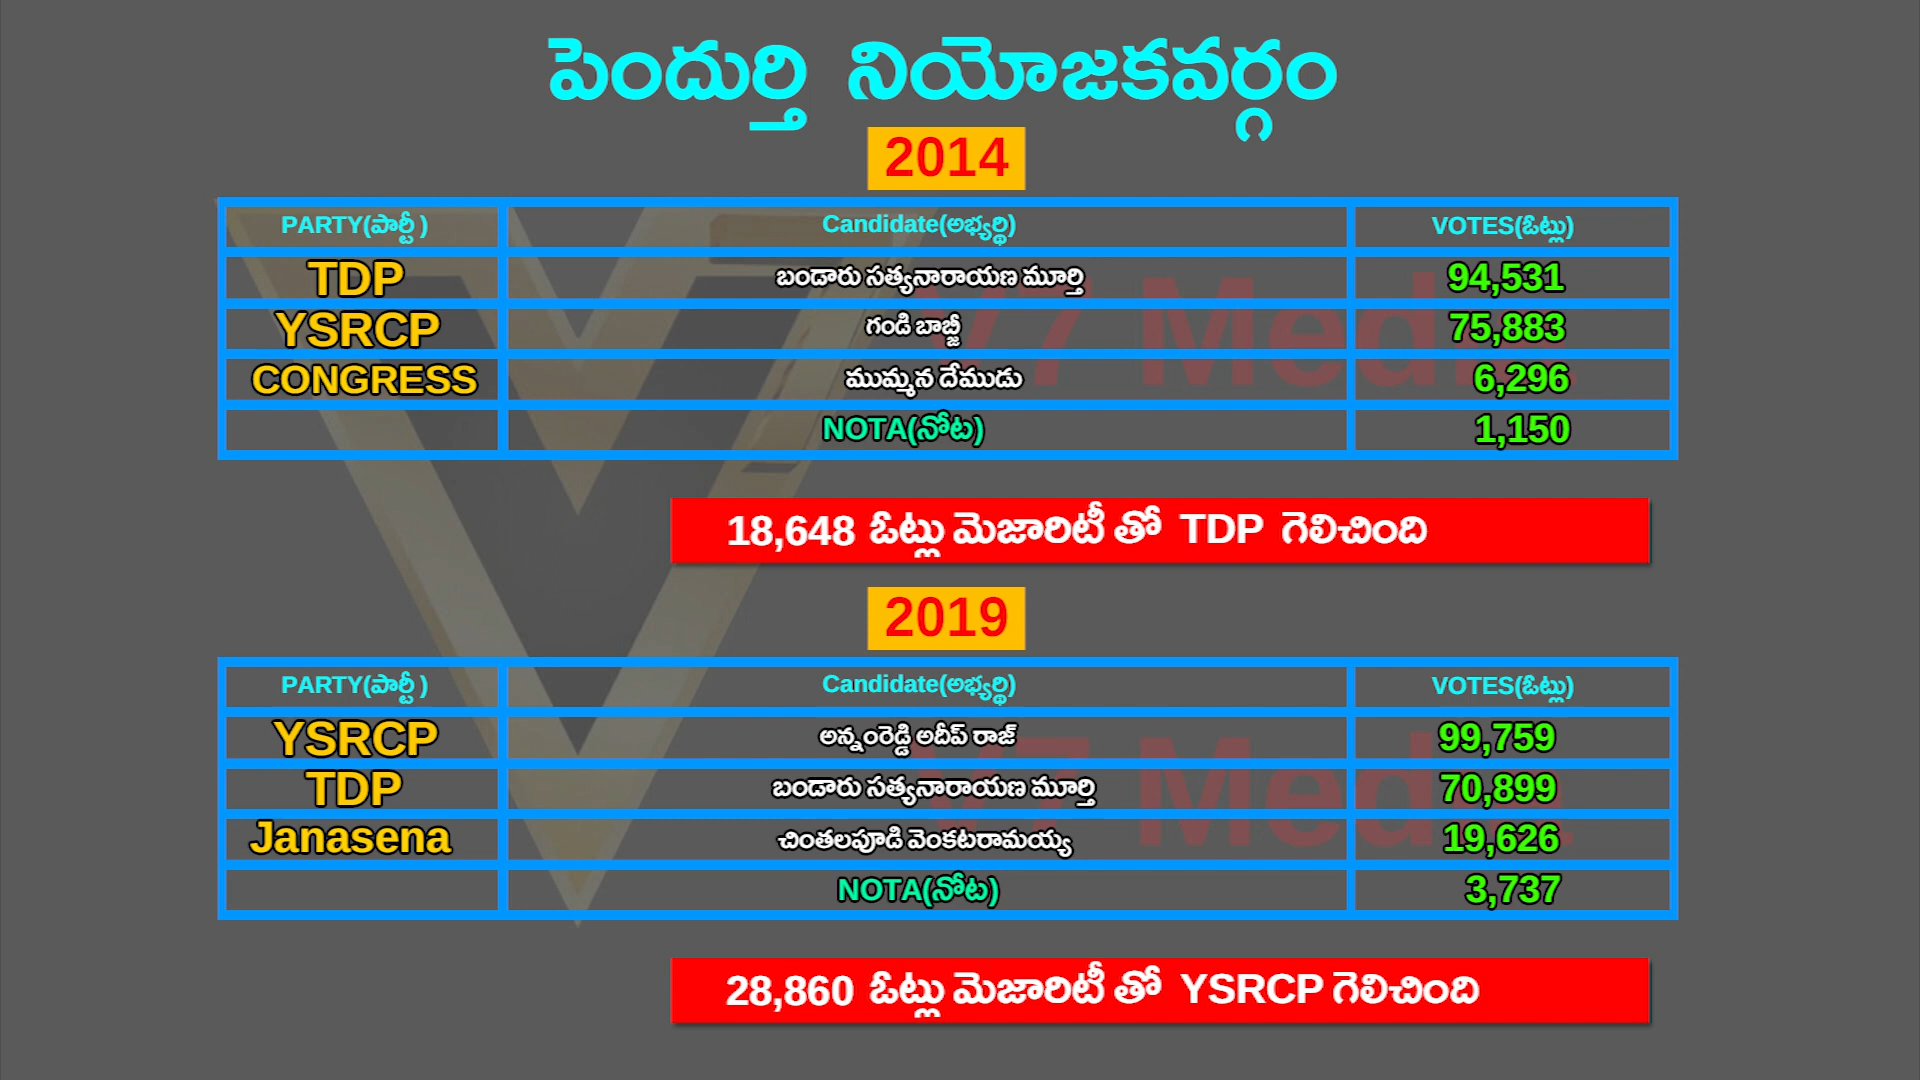 పెందుర్తి నియోజకవర్గం
2014
PARTY(పార్టీ) Candidate(అభ్యర్థి) VOTES(ఓట్లు)
TDP బండారు సత్యనారాయణ మూర్తి 94,531
YSRCP గండి బాబ్జీ 75,883
CONGRESS ముమ్మన దేముడు 6,296
NOTA(నోట) 1,150
18,648 ఓట్లు మెజారిటీ తో TDP గెలిచింది
2019
PARTY(పార్టీ) Candidate(అభ్యర్థి) VOTES(ఓట్లు)
YSRCP అన్నంరెడ్డి అదీప్ రాజ్ 99,759
TDP బండారు సత్యనారాయణ మూర్తి 70,899
Janasena చింతలపూడి వెంకటరామయ్య 19,626
NOTA(నోట) 3,737
28,860 ఓట్లు మెజారిటీ తో YSRCP గెలిచింది